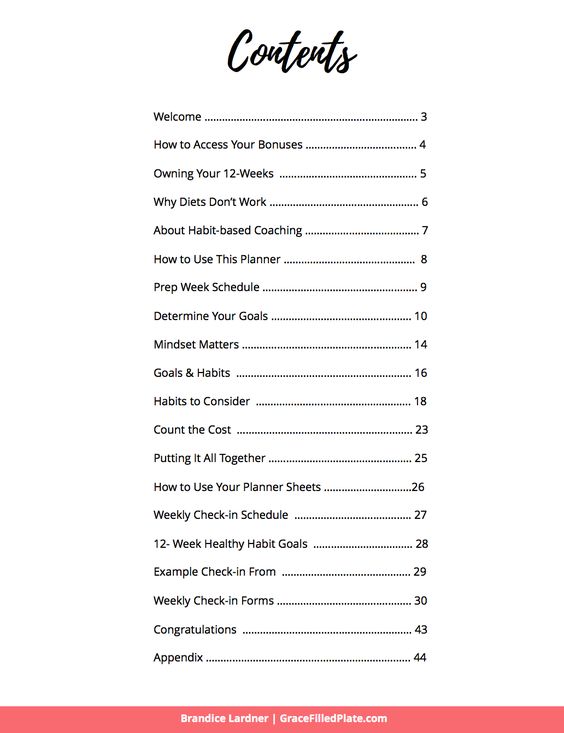 Contents
Welcome ........................................................................... 3
How to Access Your Bonuses ...................................... 4
Owning Your 12-Weeks ............................................... 5
Why Diets Don’t Work ................................................... 6
About Habit-based Coaching ....................................... 7
How to Use This Planner ............................................. 8
Prep Week Schedule ..................................................... 9
Determine Your Goals ................................................ 10
Mindset Matters .......................................................... 14
Goals & Habits ............................................................ 16
Habits to Consider ..................................................... 18
Count the Cost ............................................................ 23
Putting It All Together ................................................. 25
How to Use Your Planner Sheets ..............................26
Weekly Check-in Schedule ........................................ 27
12- Week Healthy Habit Goals .................................. 28
Example Check-in From ............................................ 29
Weekly Check-in Forms .............................................. 30
Congratulations .......................................................... 43
Appendix ...................................................................... 44
Brandice Lardner | GraceFilledPlate.com